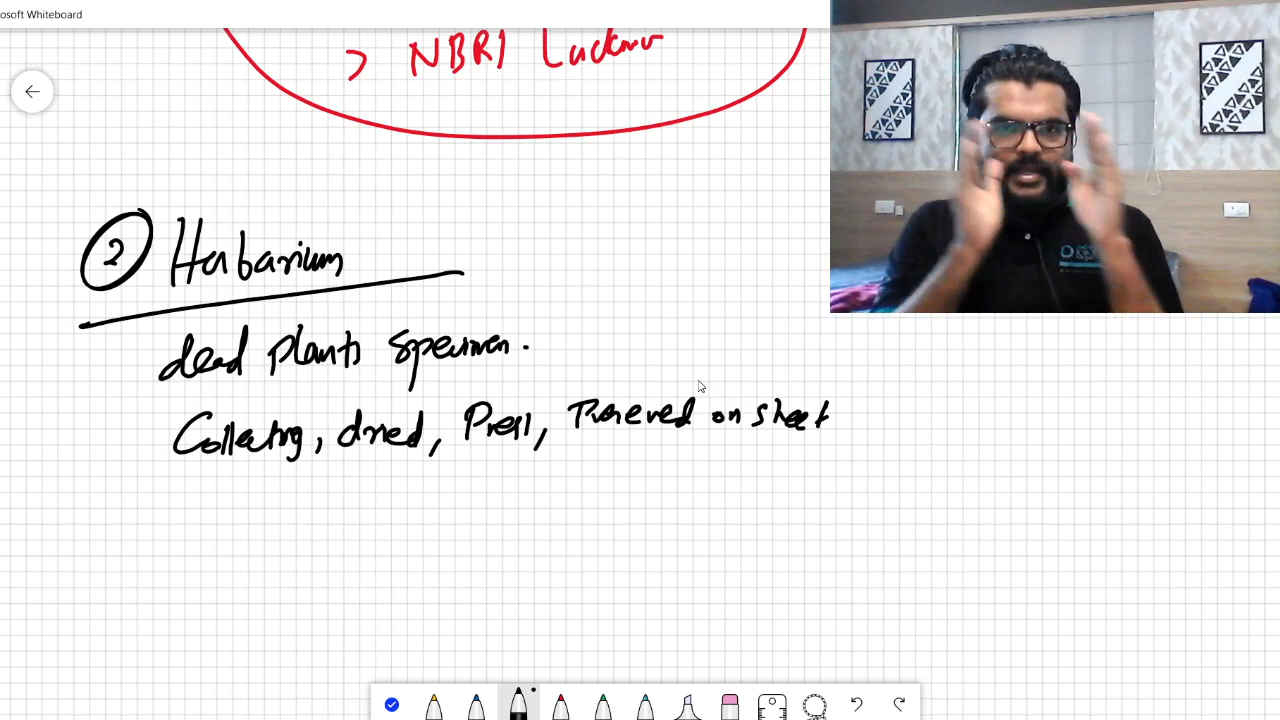 osoft Whiteboard
> NBRI Lucknow
2 Herbarium
dead plants specimen.
Collecting, dried, Press, Preserved on sheet